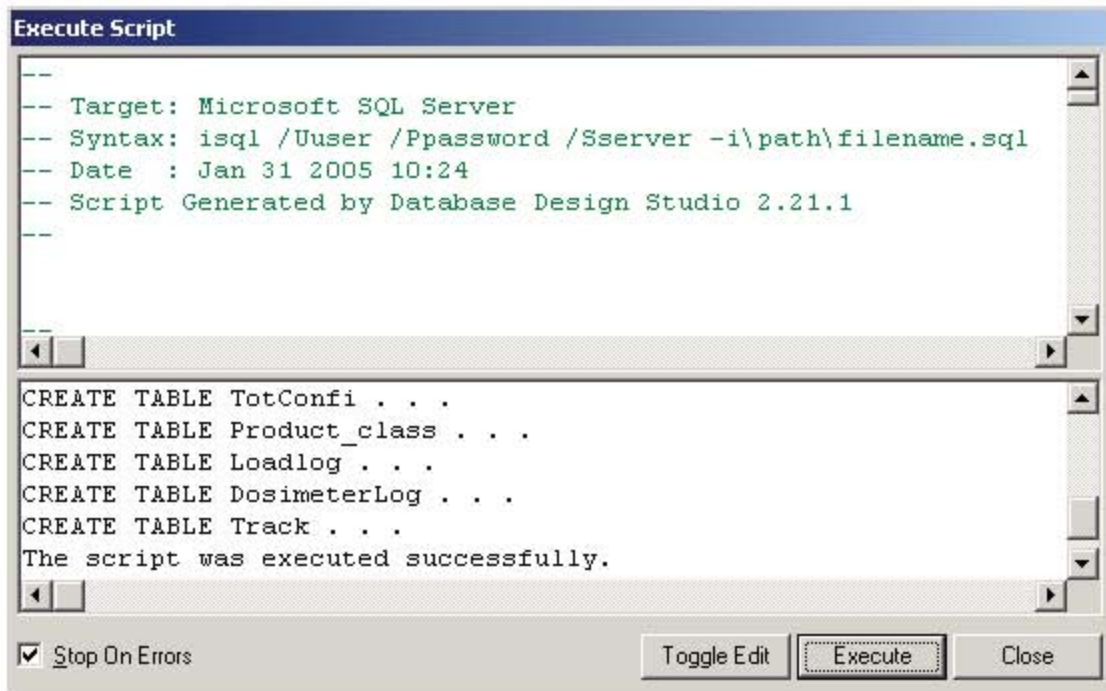 Execute Script
--
-- Target: Microsoft SQL Server
-- Syntax: isql /Uuser /Ppassword /Sserver -i\path\filename.sql
-- Date  : Jan 31 2005 10:24
-- Script Generated by Database Design Studio 2.21.1
--
--
CREATE TABLE TotConfi . . .
CREATE TABLE Product_class . . .
CREATE TABLE Loadlog . . .
CREATE TABLE DosimeterLog . . .
CREATE TABLE Track . . .
The script was executed successfully.
Stop On Errors
Toggle Edit
Execute
Close